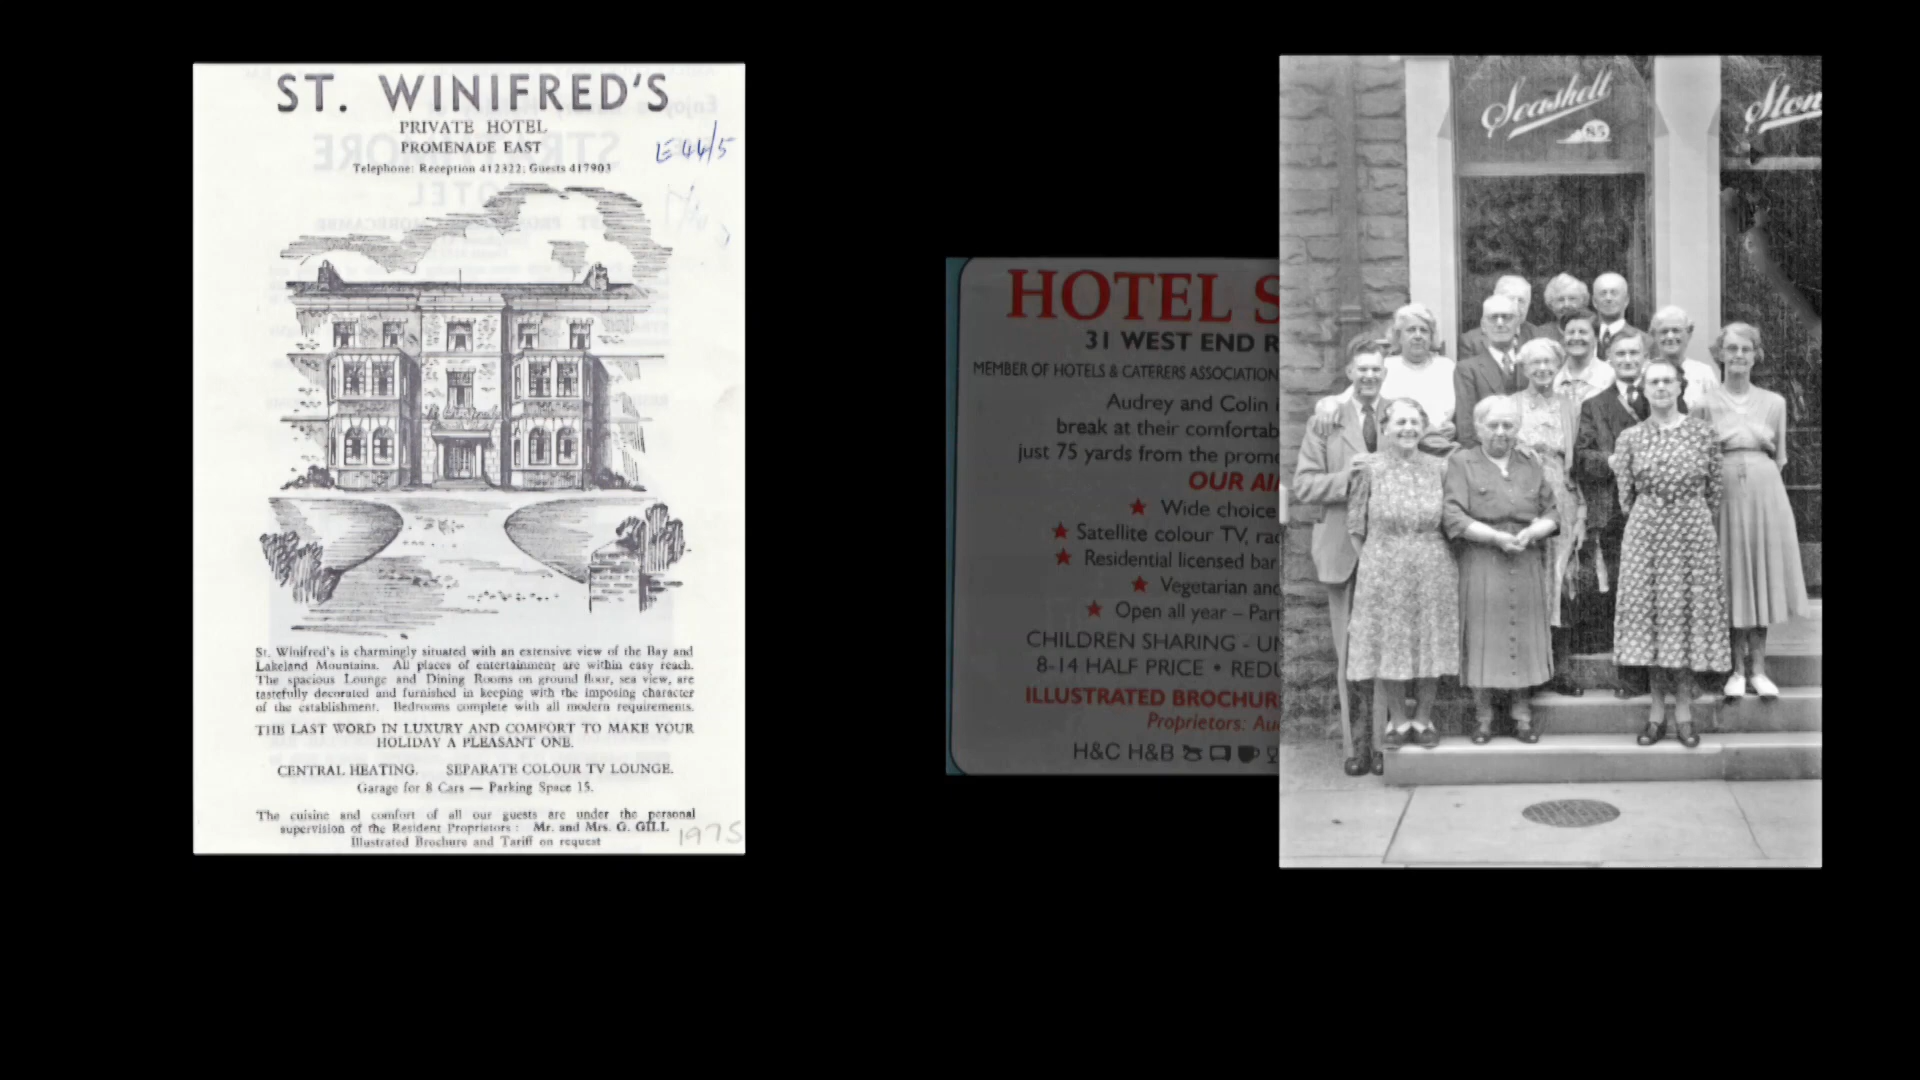 ST. WINIFRED'S
PRIVATE HOTEL
PROMENADE EAST
Telephone: Reception 412322; Guests 417903
E 44/5
St. Winifred's is charmingly situated with an extensive view of the Bay and
Lakeland Mountains. All places of entertainment are within easy reach.
The spacious Lounge and Dining Rooms on ground floor, sea view, are
tastefully decorated and furnished in keeping with the imposing character
of the establishment. Bedrooms complete with all modern requirements.
THE LAST WORD IN LUXURY AND COMFORT TO MAKE YOUR
HOLIDAY A PLEASANT ONE.
CENTRAL HEATING. SEPARATE COLOUR TV LOUNGE.
Garage for 8 Cars — Parking Space 15.
The cuisine and comfort of all our guests are under the personal
supervision of the Resident Proprietors : Mr. and Mrs. G. GILL
Illustrated Brochure and Tariff on request
1975
HOTEL S
31 WEST END R
MEMBER OF HOTELS & CATERERS ASSOCIATION
Audrey and Colin
break at their comfortab
just 75 yards from the prome
OUR AI
★ Wide choice
★ Satellite colour TV, rad
★ Residential licensed bar
★ Vegetarian and
★ Open all year – Par
CHILDREN SHARING - UN
8-14 HALF PRICE • REDU
ILLUSTRATED BROCHUR
Proprietors: Au
H&C H&B
Seashell
85
Ston